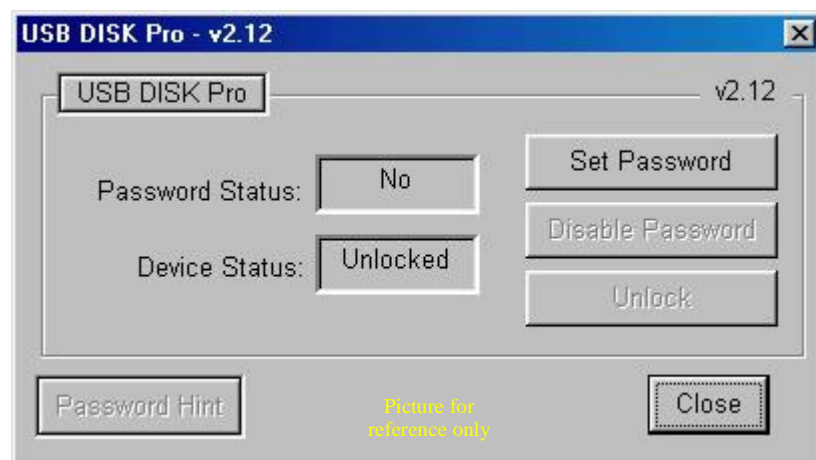 USB DISK Pro - v2.12
USB DISK Pro
v2.12
Password Status:
No
Set Password
Disable Password
Device Status:
Unlocked
Unlock
Password Hint
Picture for
reference only
Close